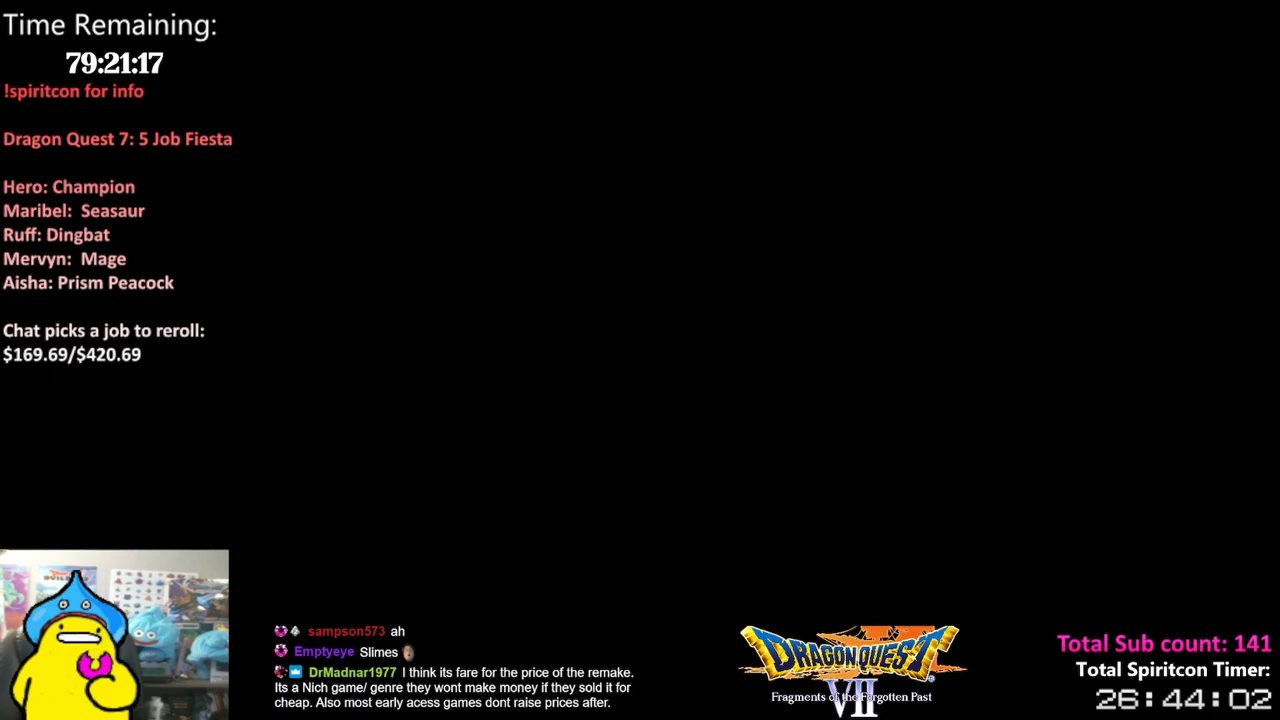 Time Remaining:
79:21:17
!spiritcon for info
Dragon Quest 7: 5 Job Fiesta
Hero: Champion
Maribel: Seasaur
Ruff: Dingbat
Mervyn: Mage
Aisha: Prism Peacock
Chat picks a job to reroll:
$169.69/$420.69
sampson573 ah
Emptyeye Slimes
DrMadnar1977 I think its fare for the price of the remake.
Its a Nich game/ genre they wont make money if they sold it for
cheap. Also most early acess games dont raise prices after.
DRAGON QUEST
VII
Fragments of the Forgotten Past
Total Sub count: 141
Total Spiritcon Timer:
26:44:02